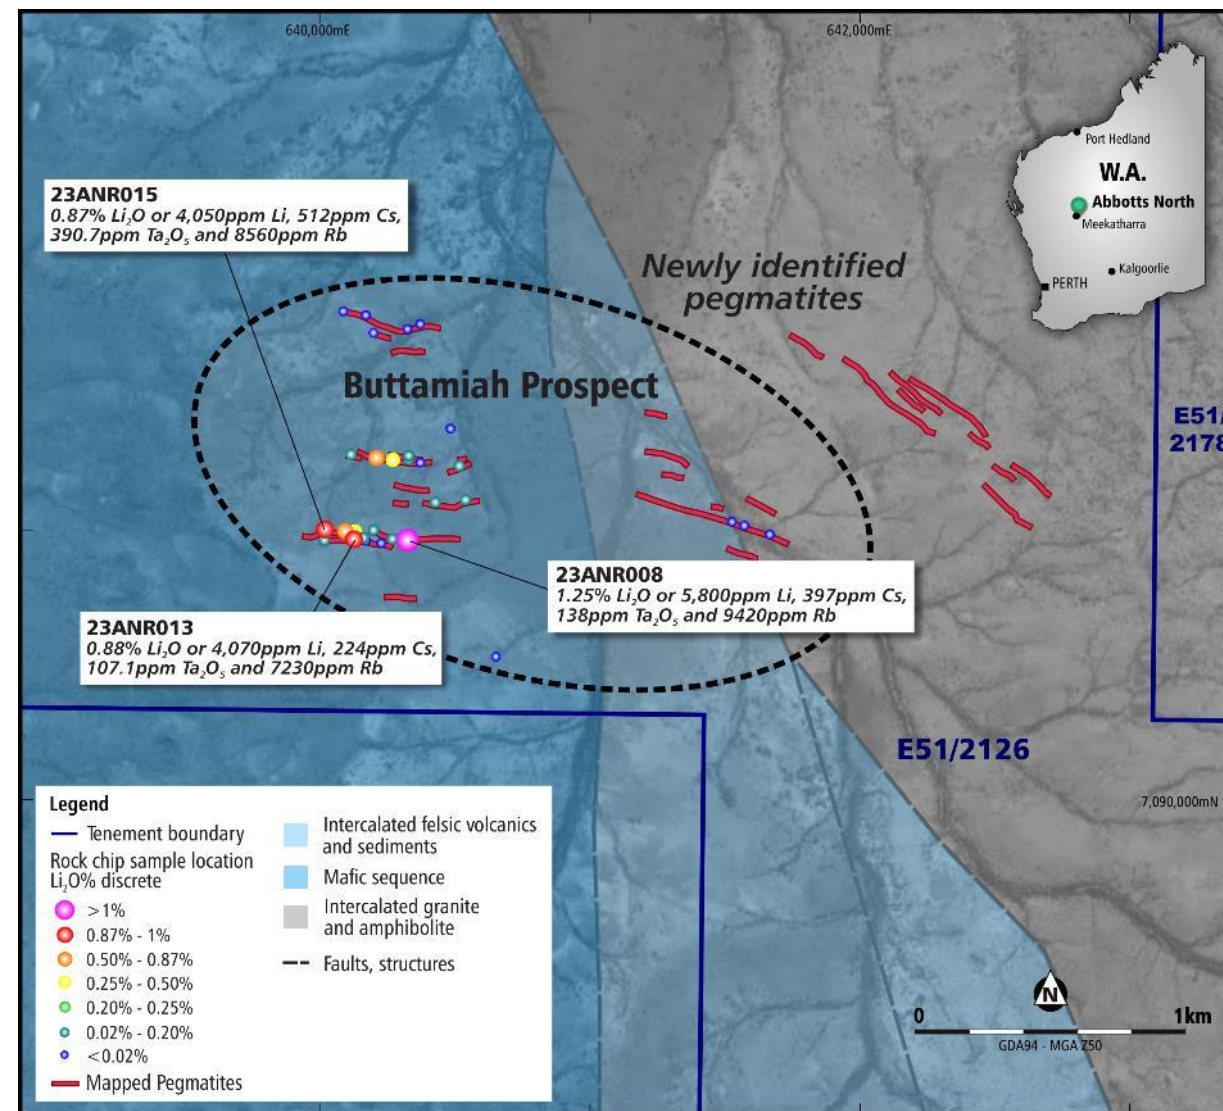 640,000mE
642,000mE
Port Hedland
W.A.
Abbotts North
Meekatharra
Kalgoorlie
PERTH
23ANR015
0.87% Li₂O or 4,050ppm Li, 512ppm Cs,
390.7ppm Ta₂O₅ and 8560ppm Rb
Newly identified
pegmatites
Buttamiah Prospect
E51/
2178
23ANR008
1.25% Li₂O or 5,800ppm Li, 397ppm Cs,
138ppm Ta₂O₅ and 9420ppm Rb
23ANR013
0.88% Li₂O or 4,070ppm Li, 224ppm Cs,
107.1ppm Ta₂O₅ and 7230ppm Rb
E51/2126
7,090,000mN
Legend
Tenement boundary
Rock chip sample location
Li₂O% discrete
>1%
0.87% - 1%
0.50% - 0.87%
0.25% - 0.50%
0.20% - 0.25%
0.02% - 0.20%
<0.02%
Mapped Pegmatites
Intercalated felsic volcanics
and sediments
Mafic sequence
Intercalated granite
and amphibolite
Faults, structures
N
0 1km
GDA94 - MGA Z50